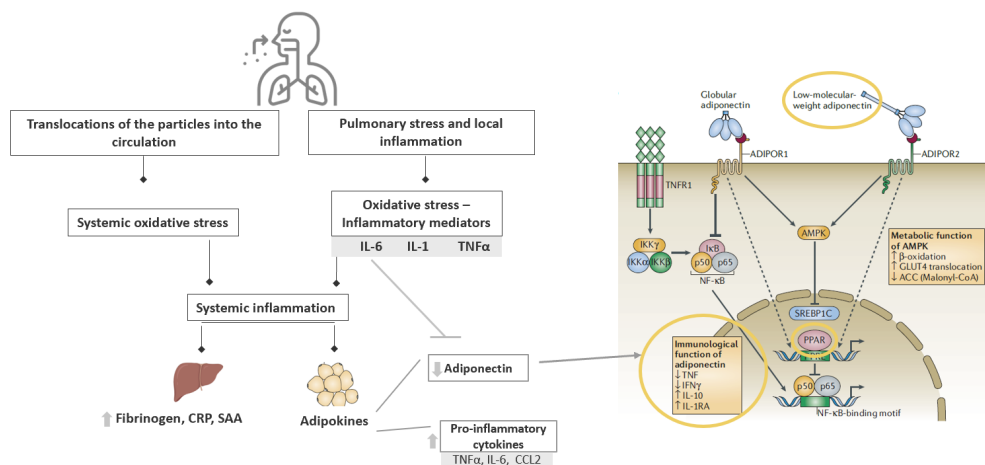 Translocations of the particles into the
circulation
Pulmonary stress and local
inflammation
Systemic oxidative stress
Oxidative stress –
Inflammatory mediators
IL-6 IL-1 TNFα
Systemic inflammation
Fibrinogen, CRP, SAA
Adipokines
Adiponectin
Pro-inflammatory
cytokines
TNFα, IL-6, CCL2
Globular
adiponectin
Low-molecular-
weight adiponectin
ADIPOR1
ADIPOR2
TNFR1
AMPK
IKKγ
IKKα IKKβ
IκB
p50 p65
NF-κB
Metabolic function
of AMPK
↑ β-oxidation
↑ GLUT4 translocation
↓ ACC (Malonyl-CoA)
SREBP1C
PPAR
Immunological
function of
adiponectin
↓ TNF
↓ IFNγ
↑ IL-10
↑ IL-1RA
p50 p65
NF-κB-binding motif